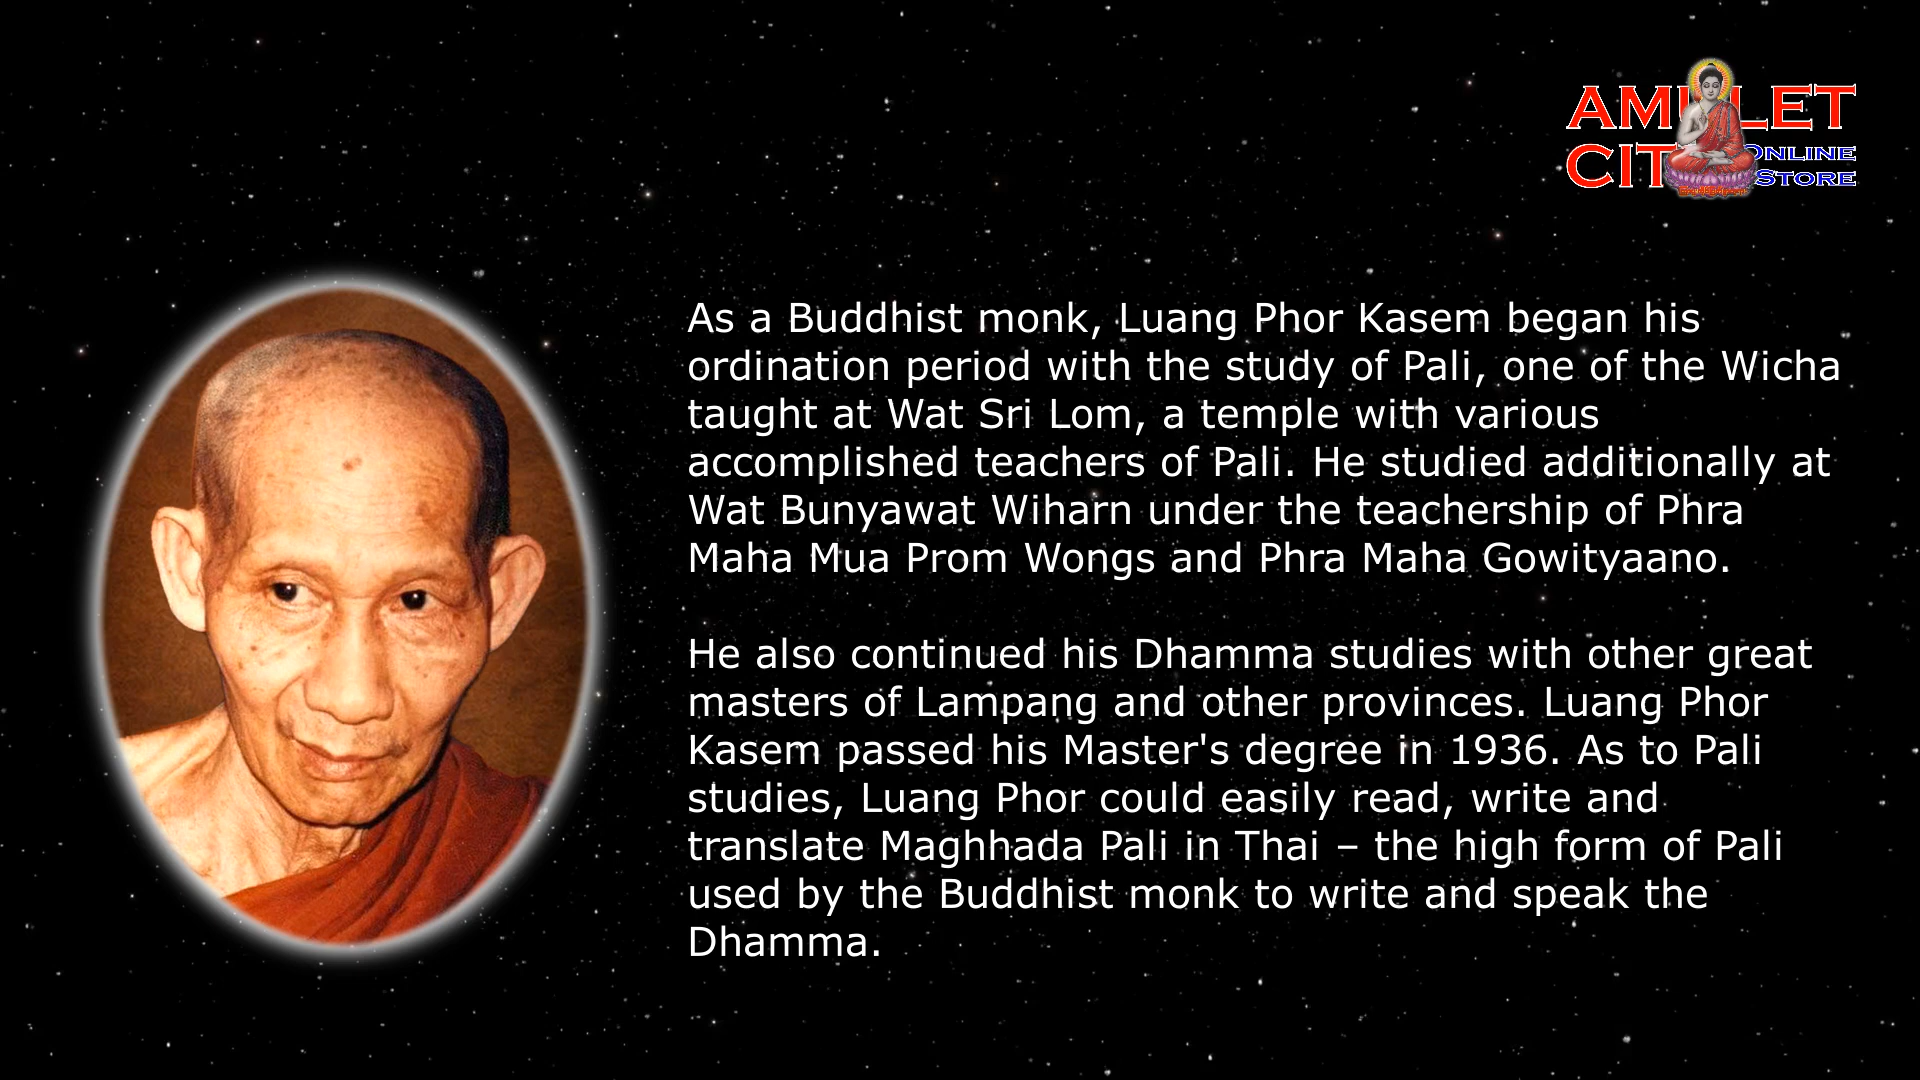 AMULET
CITY ONLINE
STORE
As a Buddhist monk, Luang Phor Kasem began his
ordination period with the study of Pali, one of the Wicha
taught at Wat Sri Lom, a temple with various
accomplished teachers of Pali. He studied additionally at
Wat Bunyawat Wiharn under the teachership of Phra
Maha Mua Prom Wongs and Phra Maha Gowityaano.
He also continued his Dhamma studies with other great
masters of Lampang and other provinces. Luang Phor
Kasem passed his Master's degree in 1936. As to Pali
studies, Luang Phor could easily read, write and
translate Maghhada Pali in Thai – the high form of Pali
used by the Buddhist monk to write and speak the
Dhamma.